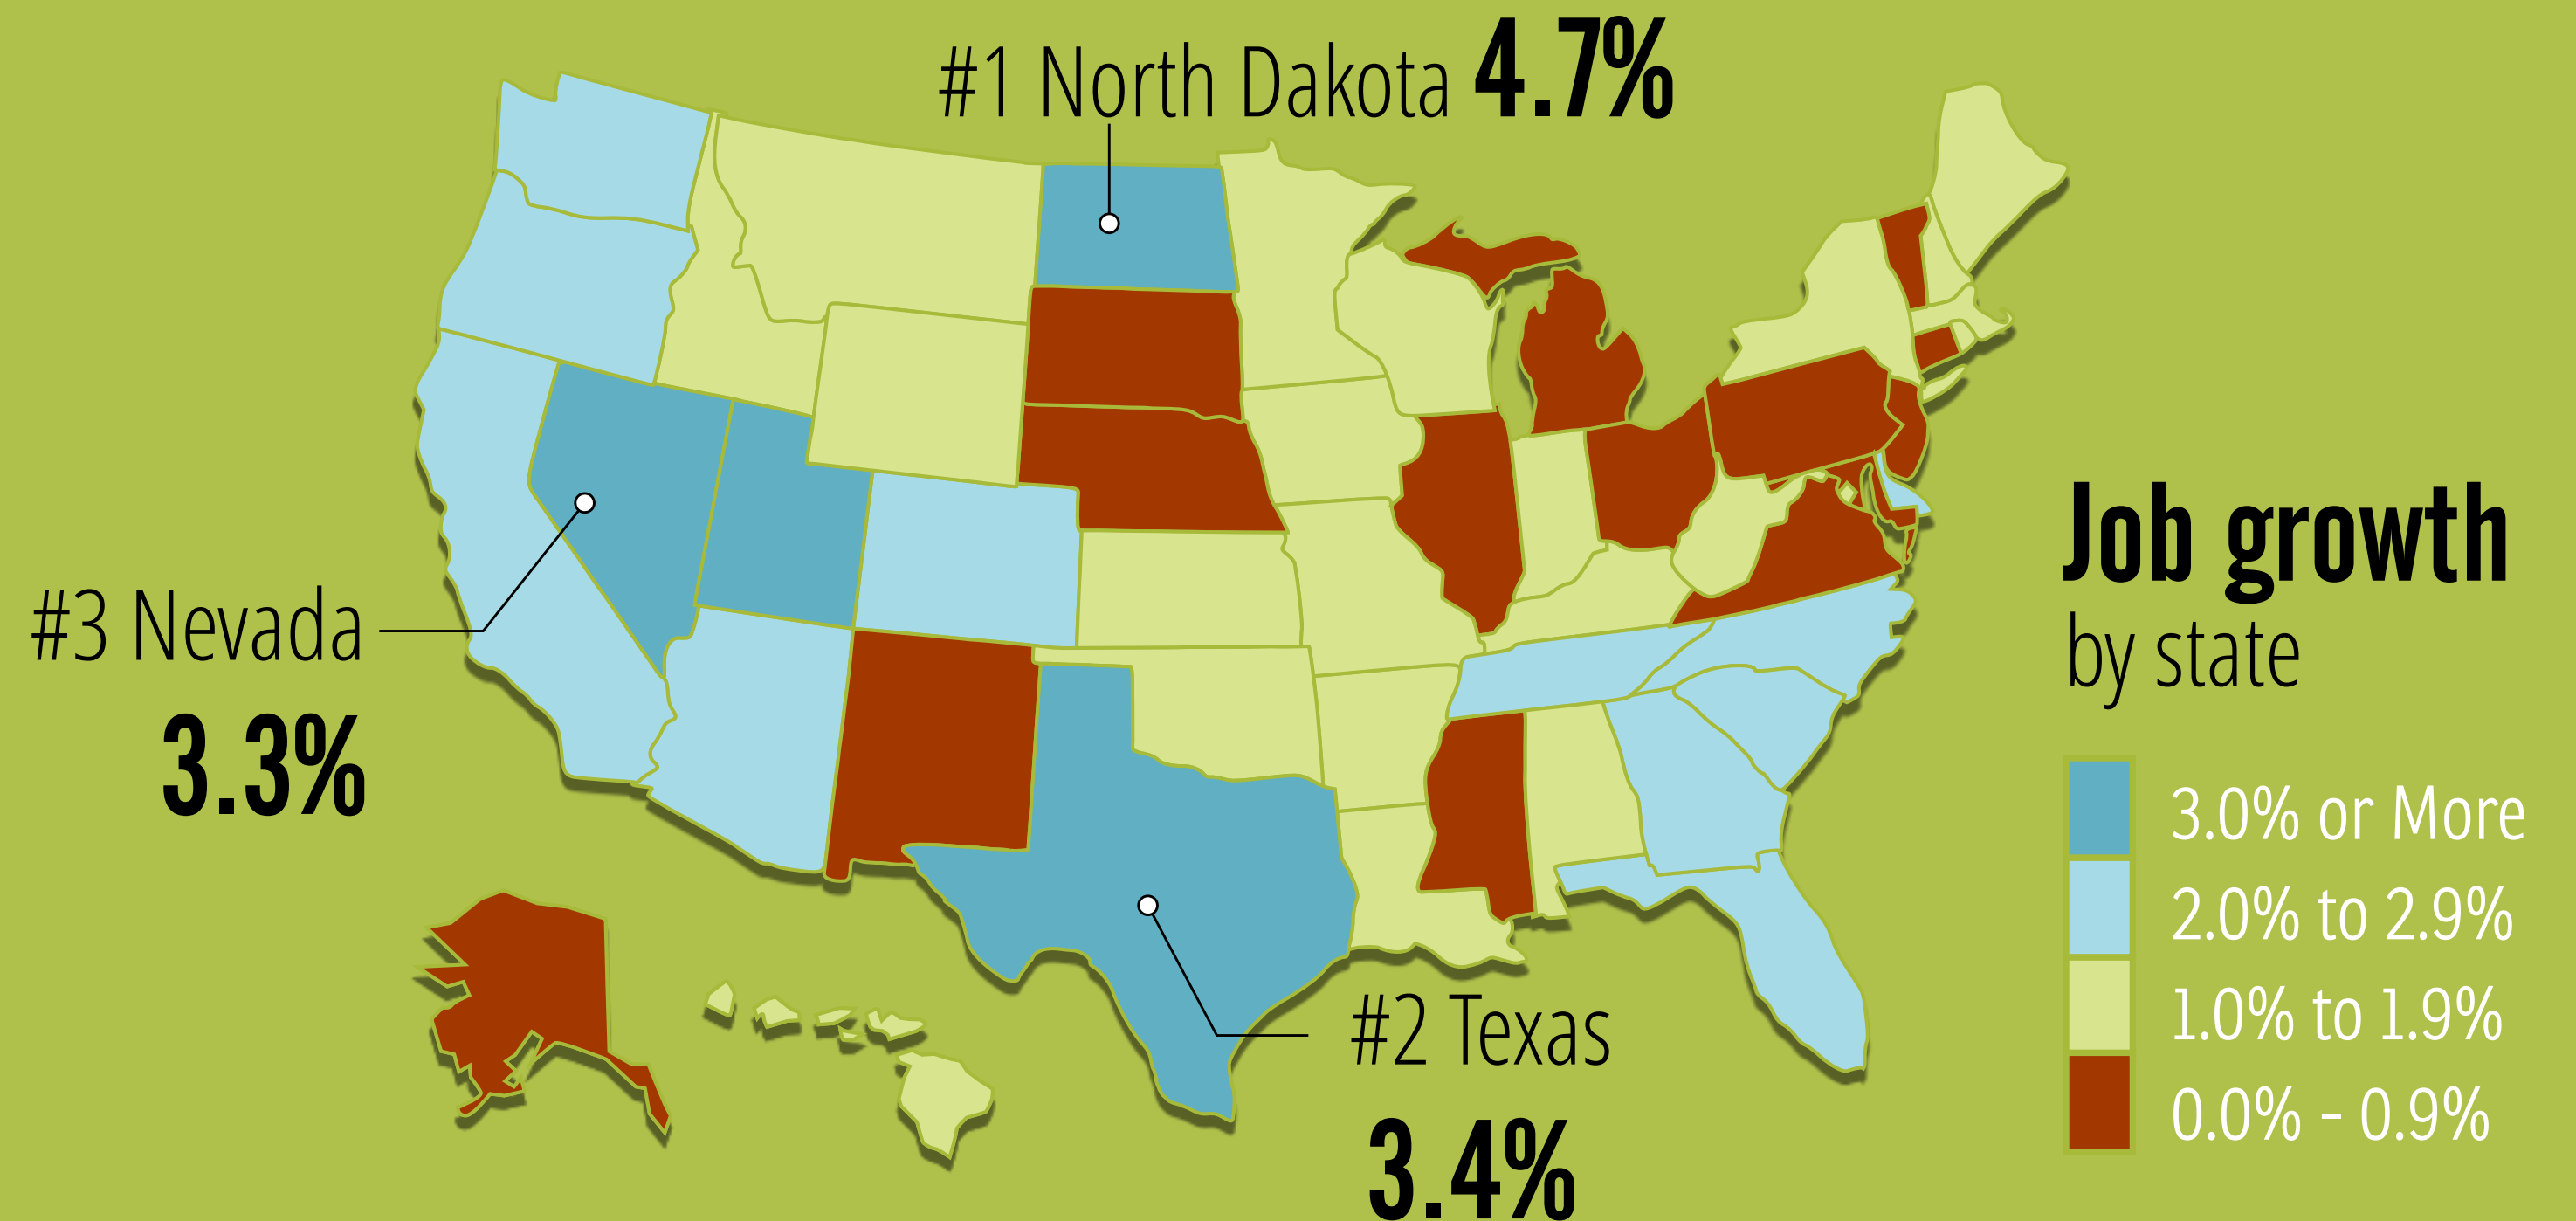 #1 North Dakota 4.7%
#3 Nevada
3.3%
#2 Texas
3.4%
Job growth
by state
3.0% or More
2.0% to 2.9%
1.0% to 1.9%
0.0% - 0.9%